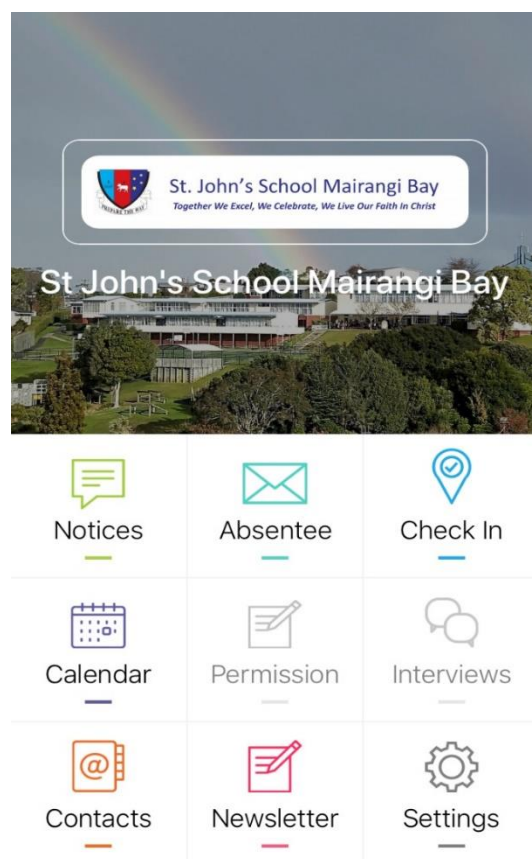 St. John's School Mairangi Bay
Together We Excel, We Celebrate, We Live Our Faith In Christ
PREPARE THE WAY
St John's School Mairangi Bay
Notices
Absentee
Check In
Calendar
Permission
Interviews
Contacts
@
Newsletter
Settings